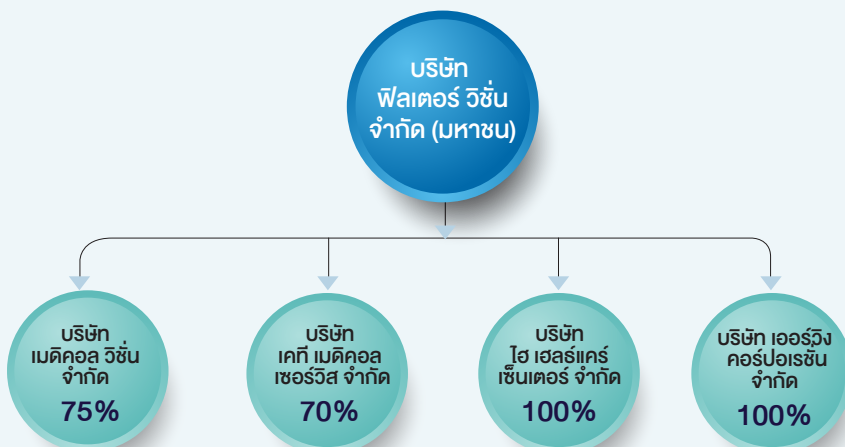 บริษัท
ฟิลเตอร์ วิชั่น
จำกัด (มหาชน)
บริษัท
เมดิคอล วิชั่น
จำกัด
75%
บริษัท
เคที เมดิคอล
เซอร์วิส จำกัด
70%
บริษัท
ไฮ เฮลธ์แคร์
เซ็นเตอร์ จำกัด
100%
บริษัท เออร์วิง
คอร์ปอเรชั่น
จำกัด
100%